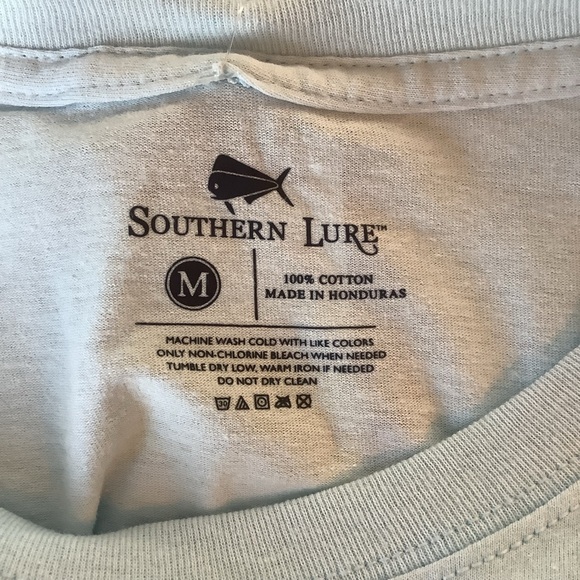 SOUTHERN LURE™
M
100% COTTON
MADE IN HONDURAS
MACHINE WASH COLD WITH LIKE COLORS
ONLY NON-CHLORINE BLEACH WHEN NEEDED
TUMBLE DRY LOW, WARM IRON IF NEEDED
DO NOT DRY CLEAN
30